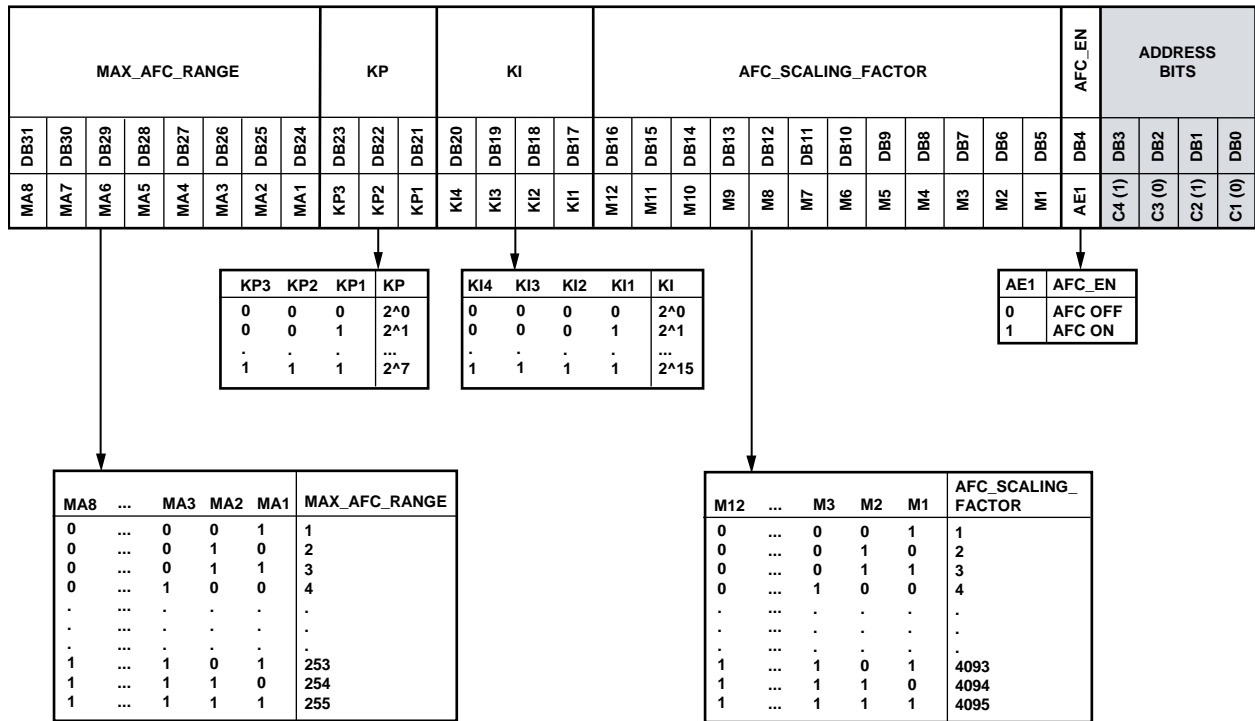 MAX_AFC_RANGE KP KI AFC_SCALING_FACTOR AFC_EN ADDRESS
BITS
DB31 DB30 DB29 DB28 DB27 DB26 DB25 DB24 DB23 DB22 DB21 DB20 DB19 DB18 DB17 DB16 DB15 DB14 DB13 DB12 DB11 DB10 DB9 DB8 DB7 DB6 DB5 DB4 DB3 DB2 DB1 DB0
MA8 MA7 MA6 MA5 MA4 MA3 MA2 MA1 KP3 KP2 KP1 KI4 KI3 KI2 KI1 M12 M11 M10 M9 M8 M7 M6 M5 M4 M3 M2 M1 AE1 C4 (1) C3 (0) C2 (1) C1 (0)
KP3 KP2 KP1 KP
0 0 0 2^0
0 0 1 2^1
. . . ...
1 1 1 2^7
KI4 KI3 KI2 KI1 KI
0 0 0 0 2^0
0 0 0 1 2^1
. . . . ...
1 1 1 1 2^15
AE1 AFC_EN
0 AFC OFF
1 AFC ON
MA8 ... MA3 MA2 MA1 MAX_AFC_RANGE
0 ... 0 0 1 1
0 ... 0 1 0 2
0 ... 0 1 1 3
0 ... 1 0 0 4
. ... . . . .
. ... . . . .
. ... . . . .
1 ... 1 0 1 253
1 ... 1 1 0 254
1 ... 1 1 1 255
M12 ... M3 M2 M1 AFC_SCALING_
FACTOR
0 ... 0 0 1 1
0 ... 0 1 0 2
0 ... 0 1 1 3
0 ... 1 0 0 4
. ... . . . .
. ... . . . .
. ... . . . .
1 ... 1 0 1 4093
1 ... 1 1 0 4094
1 ... 1 1 1 4095